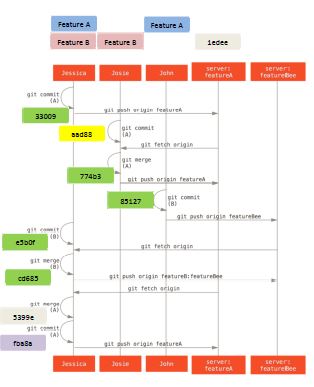 Feature A
Feature A
Feature B
Feature B
1edee
Jessica
Josie
John
server:
featureA
server:
featureBee
git commit
(A)
git push origin featureA
33009
aad88
git commit
(A)
git fetch origin
git merge
(A)
774b3
git push origin featureA
85127
git commit
(B)
git push origin featureBee
git commit
(B)
e5b0f
git fetch origin
git merge
(B)
cd685
git push origin featureB:featureBee
git fetch origin
git merge
(A)
5399e
git commit
(A)
fba8a
git push origin featureA
Jessica
Josie
John
server:
featureA
server:
featureBee